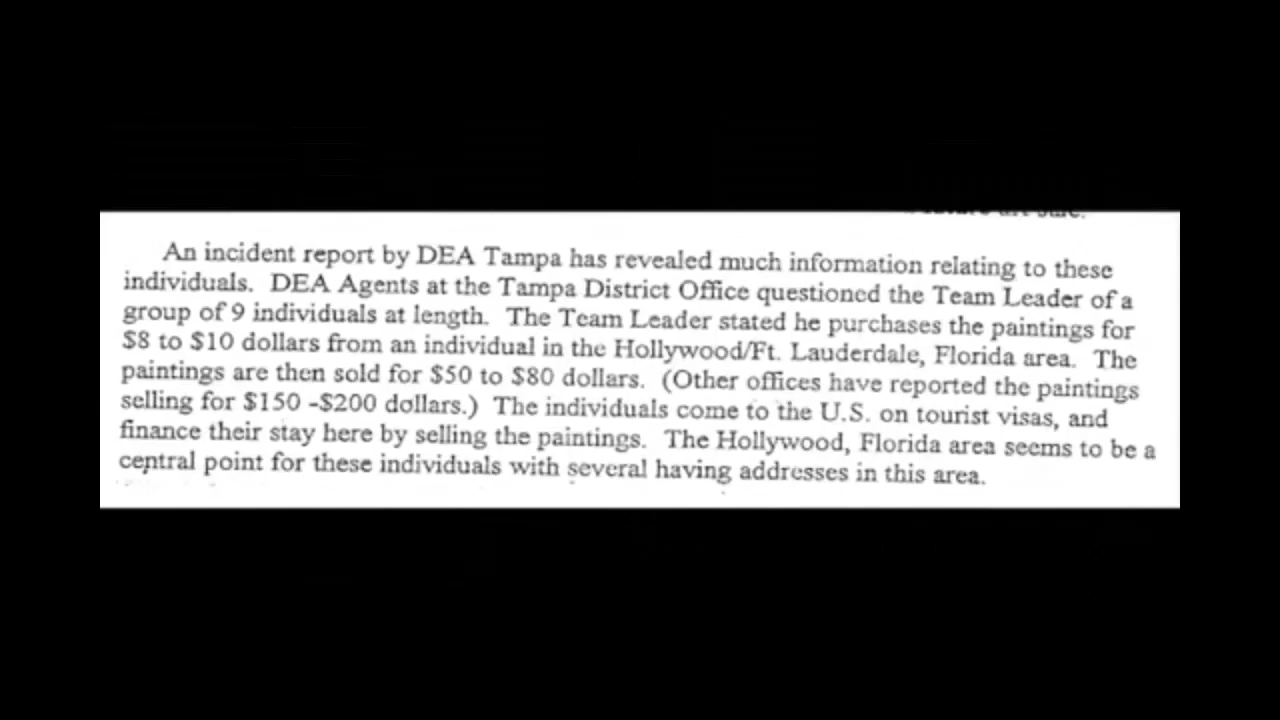 An incident report by DEA Tampa has revealed much information relating to these
individuals. DEA Agents at the Tampa District Office questioned the Team Leader of a
group of 9 individuals at length. The Team Leader stated he purchases the paintings for
$8 to $10 dollars from an individual in the Hollywood/Ft. Lauderdale, Florida area. The
paintings are then sold for $50 to $80 dollars. (Other offices have reported the paintings
selling for $150 -$200 dollars.) The individuals come to the U.S. on tourist visas, and
finance their stay here by selling the paintings. The Hollywood, Florida area seems to be a
central point for these individuals with several having addresses in this area.